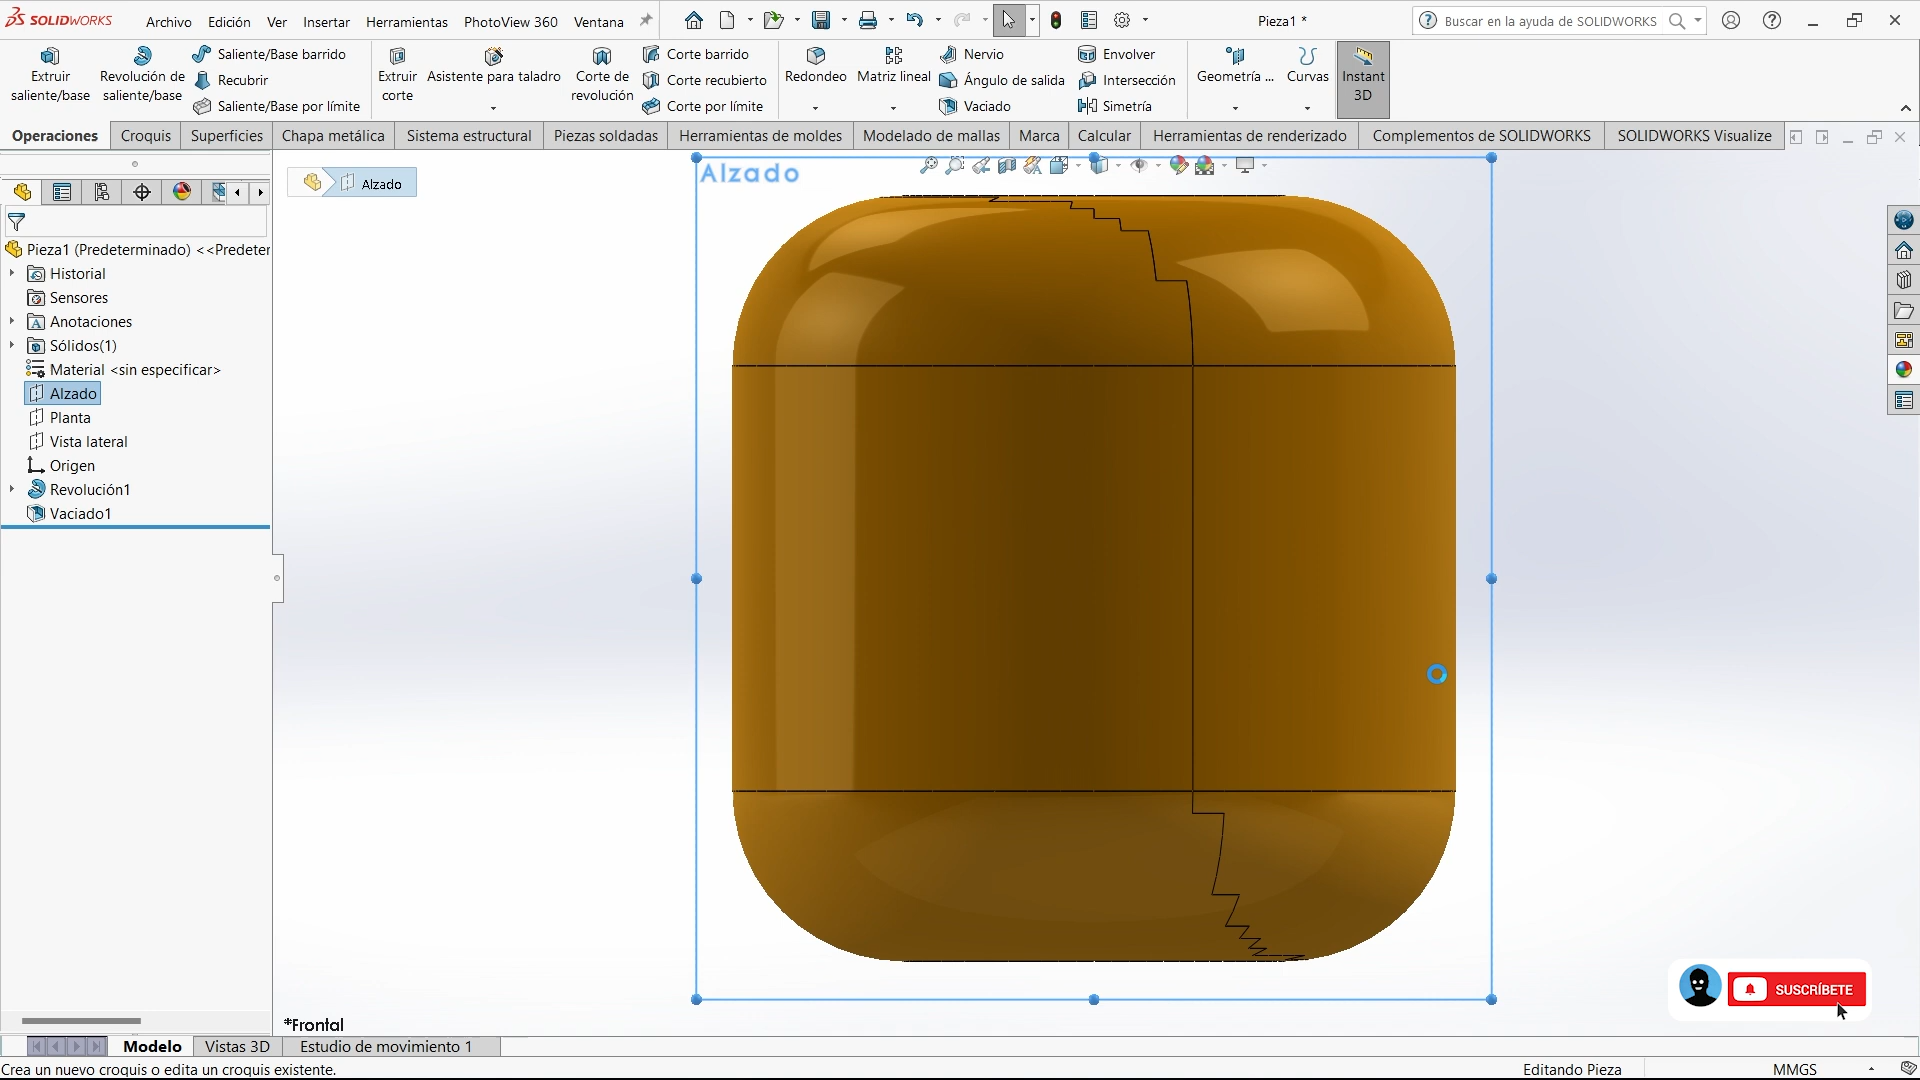 SOLIDWORKS
Archivo Edición Ver Insertar Herramientas PhotoView 360 Ventana
Pieza1 *
Buscar en la ayuda de SOLIDWORKS
Extruir saliente/base
Revolución de saliente/base
Saliente/Base barrido
Recubrir
Saliente/Base por límite
Extruir corte
Asistente para taladro
Corte de revolución
Corte barrido
Corte recubierto
Corte por límite
Redondeo
Matriz lineal
Nervio
Ángulo de salida
Vaciado
Envolver
Intersección
Simetría
Geometría ...
Curvas
Instant 3D
Operaciones Croquis Superficies Chapa metálica Sistema estructural Piezas soldadas Herramientas de moldes Modelado de mallas Marca Calcular Herramientas de renderizado Complementos de SOLIDWORKS SOLIDWORKS Visualize
Alzado
Alzado
Pieza1 (Predeterminado) <<Predeter
Historial
Sensores
Anotaciones
Sólidos(1)
Material <sin especificar>
Alzado
Planta
Vista lateral
Origen
Revolución1
Vaciado1
SUSCRÍBETE
*Frontal
Modelo Vistas 3D Estudio de movimiento 1
Crea un nuevo croquis o edita un croquis existente.
Editando Pieza
MMGS